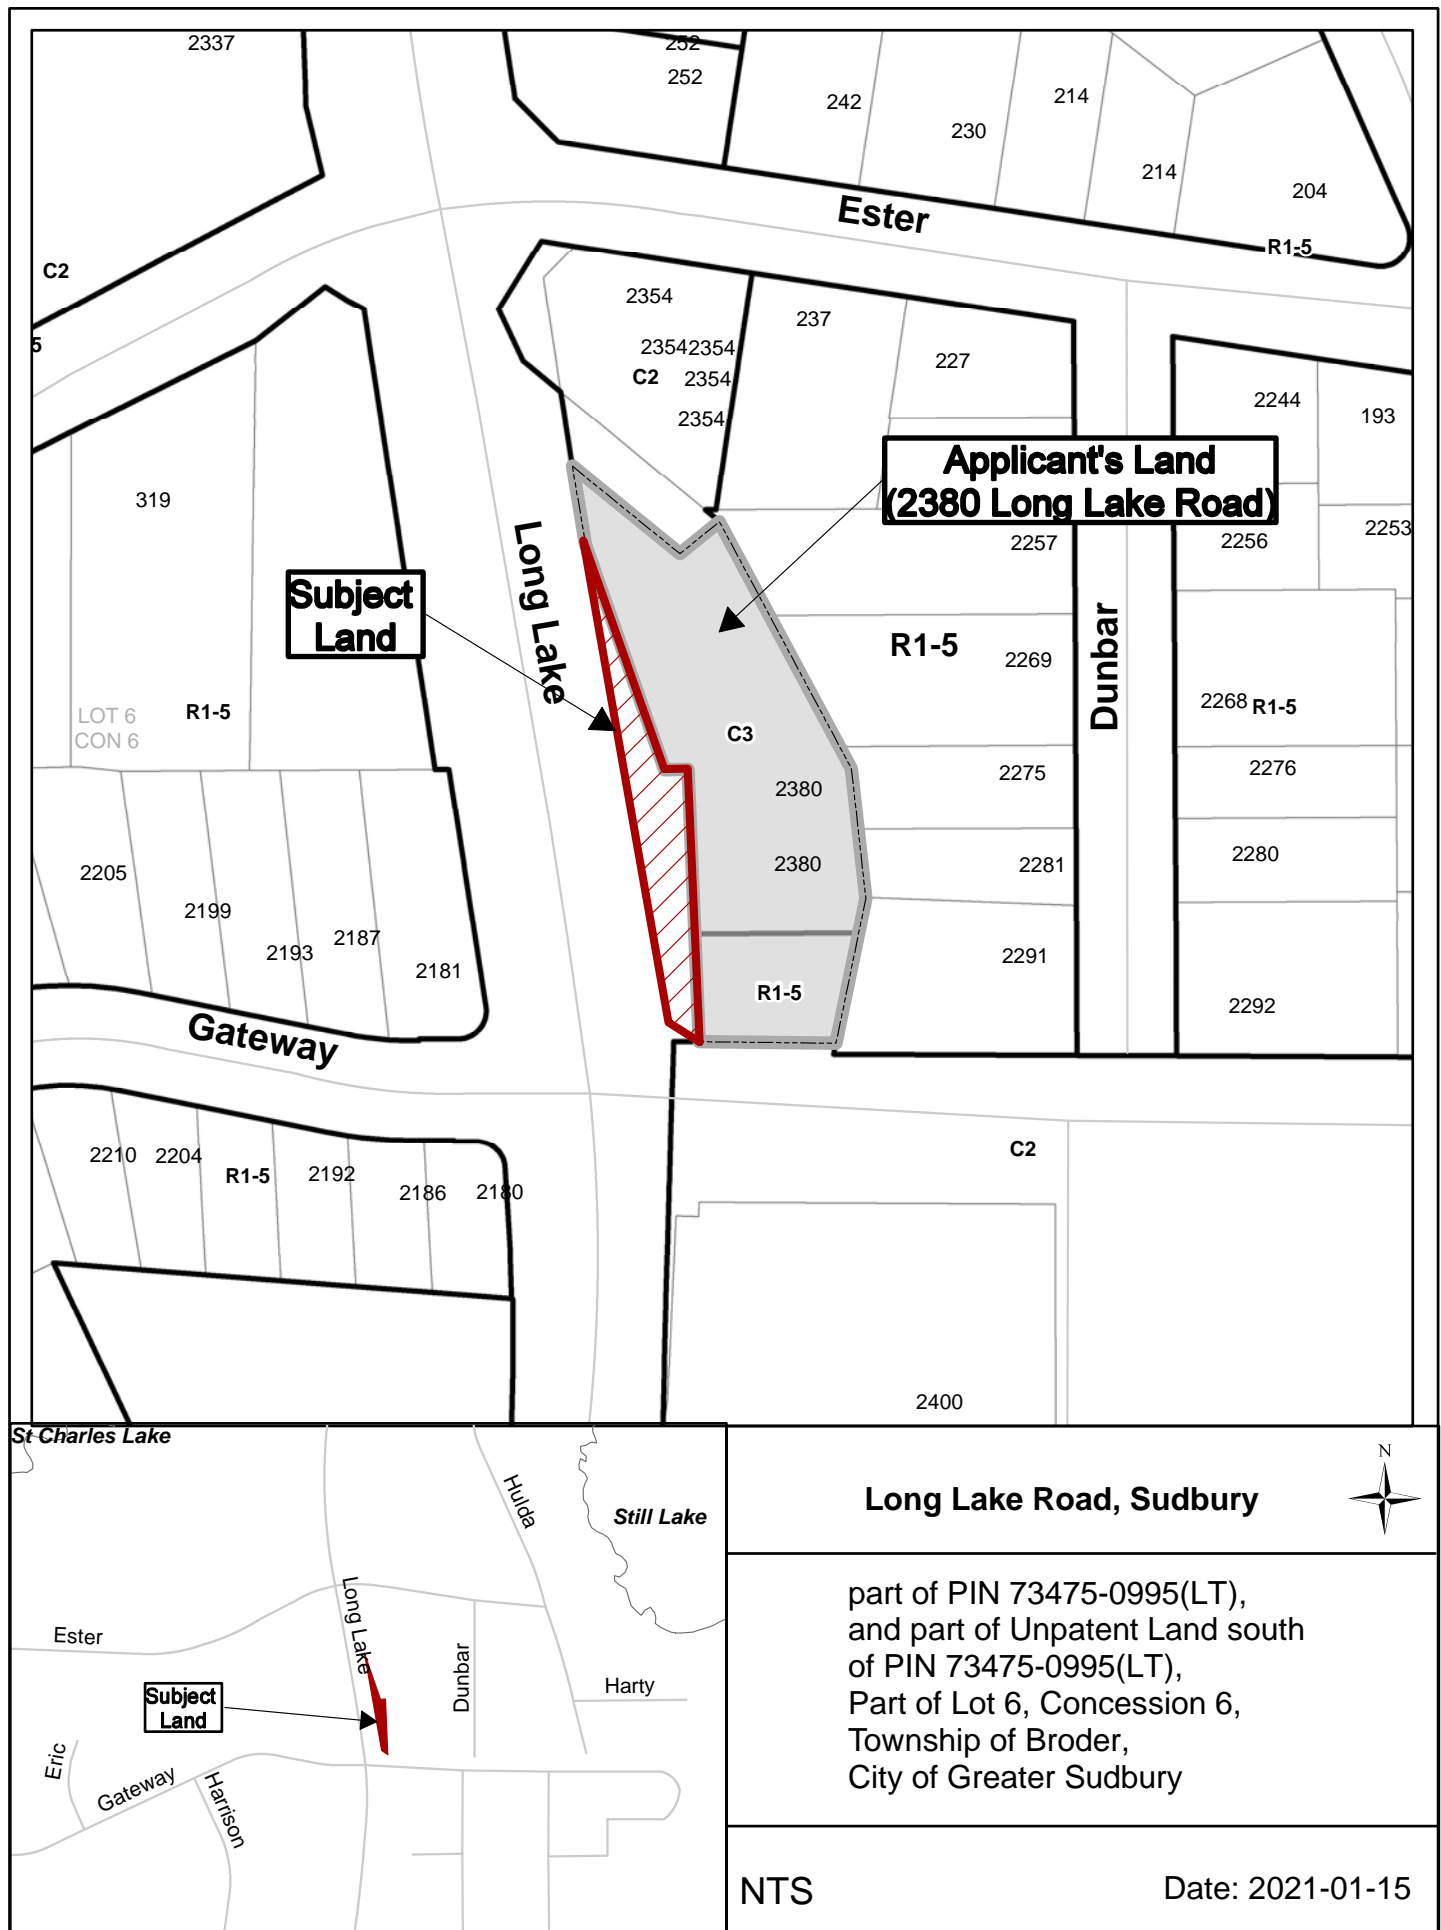 2337
252
252
242
214
230
214
204
Ester
R1-5
C2
2354
237
2354 2354
C2 2354
2354
227
5
2244
193
Applicant's Land
(2380 Long Lake Road)
319
2257
2256
2253
Long Lake
Subject
Land
R1-5
2269
Dunbar
2268 R1-5
LOT 6
CON 6
R1-5
C3
2275
2276
2380
2380
2281
2280
2205
2199
2193
2187
2181
2291
R1-5
2292
Gateway
2210
2204
R1-5
2192
2186
2180
C2
2400
St Charles Lake
Hulda
Still Lake
Long Lake
Ester
Dunbar
Harty
Subject
Land
Eric
Gateway
Harrison
Long Lake Road, Sudbury
N
part of PIN 73475-0995(LT),
and part of Unpatent Land south
of PIN 73475-0995(LT),
Part of Lot 6, Concession 6,
Township of Broder,
City of Greater Sudbury
NTS
Date: 2021-01-15